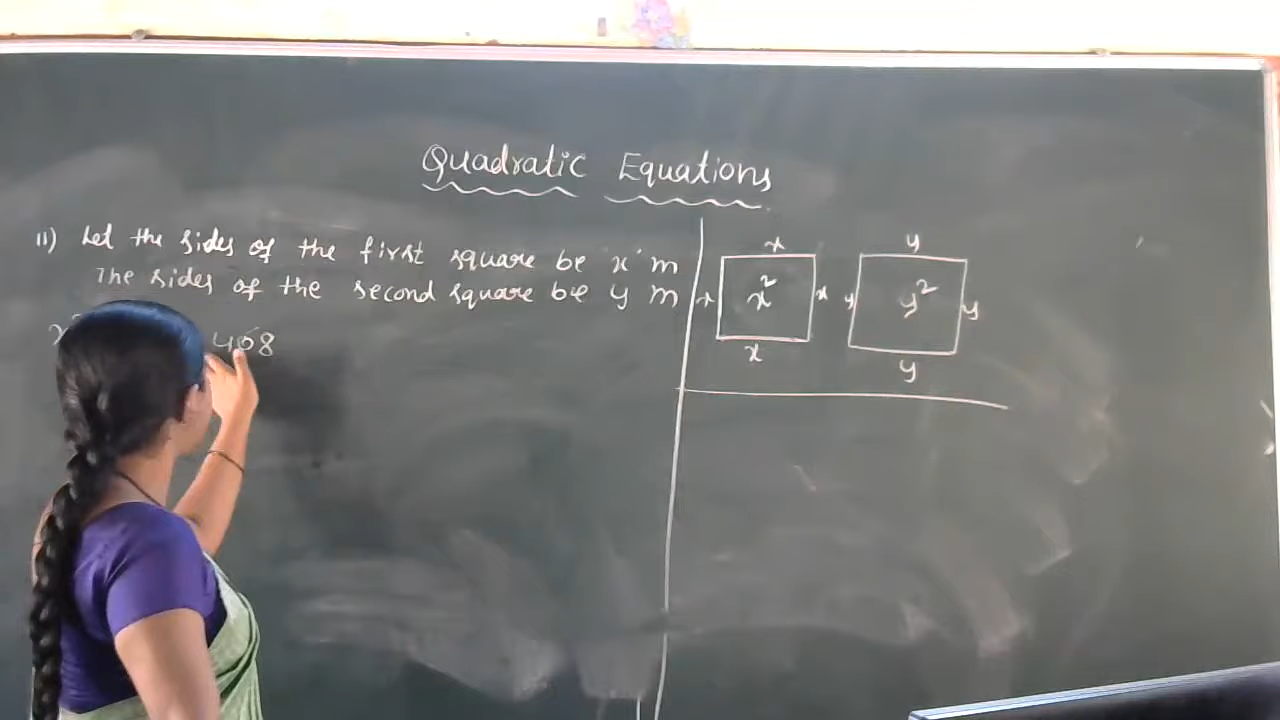 Quadratic Equations
11) Let the sides of the first square be 'x' m
The sides of the second square be y m
468
x
x x² x
x
y
y y² y
y